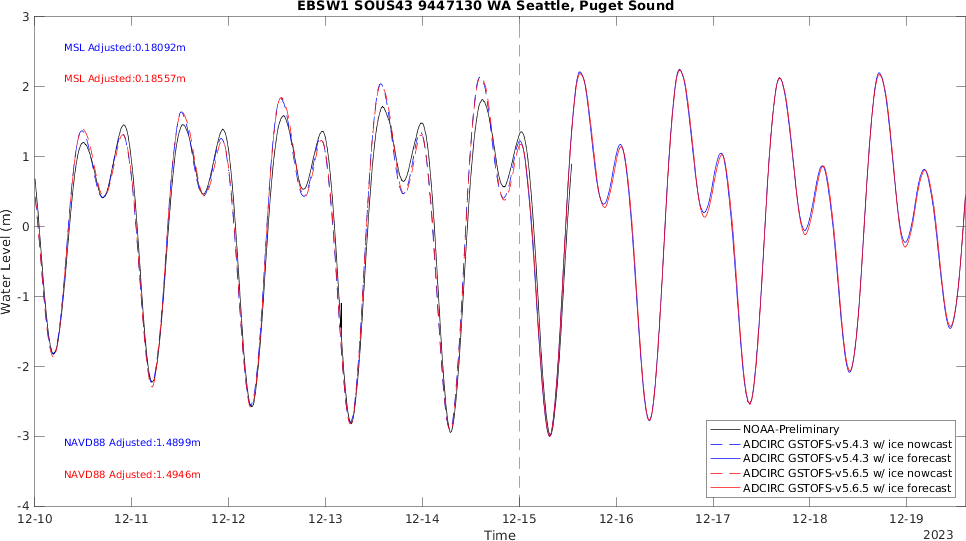 EBSW1 SOUS43 9447130 WA Seattle, Puget Sound
3
2
1
0
-1
-2
-3
-4
Water Level (m)
MSL Adjusted:0.18092m
MSL Adjusted:0.18557m
NAVD88 Adjusted:1.4899m
NAVD88 Adjusted:1.4946m
NOAA-Preliminary
ADCIRC GSTOFS-v5.4.3 w/ ice nowcast
ADCIRC GSTOFS-v5.4.3 w/ ice forecast
ADCIRC GSTOFS-v5.6.5 w/ ice nowcast
ADCIRC GSTOFS-v5.6.5 w/ ice forecast
12-10 12-11 12-12 12-13 12-14 12-15 12-16 12-17 12-18 12-19
Time
2023